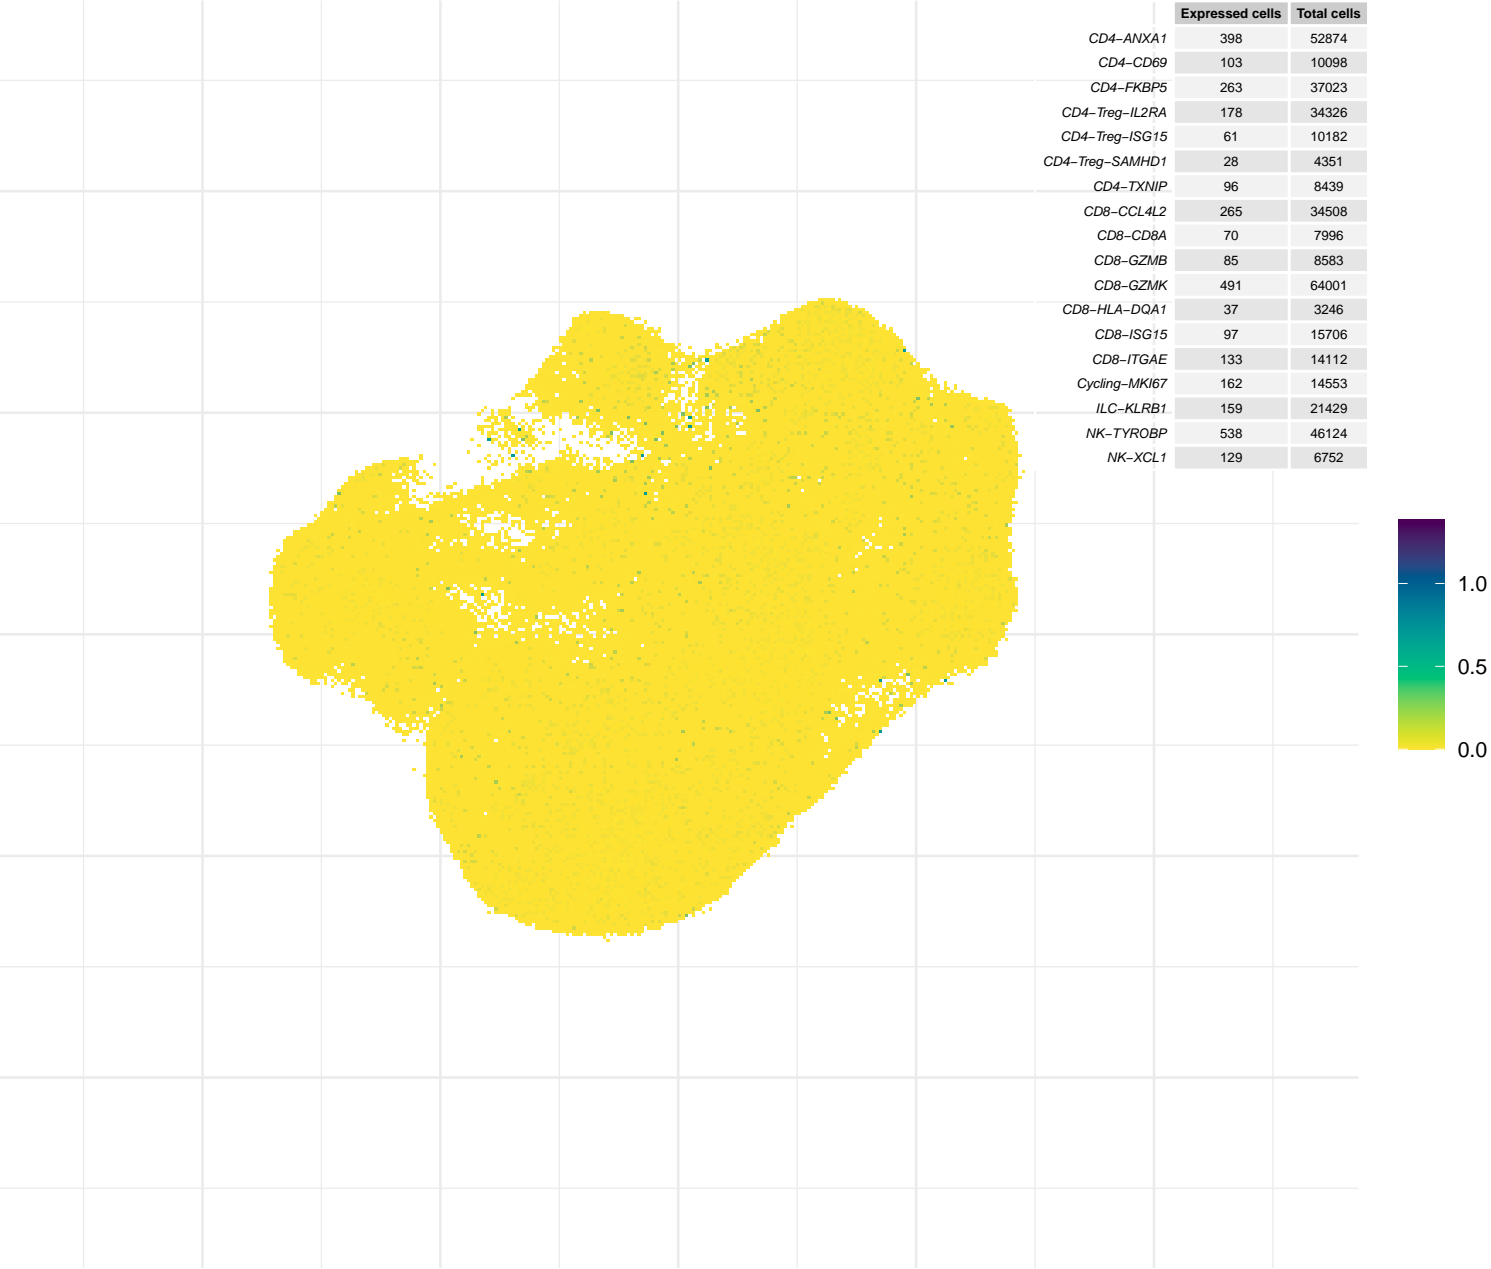 Expressed cells Total cells
CD4−ANXA1 398 52874
CD4−CD69 103 10098
CD4−FKBP5 263 37023
CD4−Treg−IL2RA 178 34326
CD4−Treg−ISG15 61 10182
CD4−Treg−SAMHD1 28 4351
CD4−TXNIP 96 8439
CD8−CCL4L2 265 34508
CD8−CD8A 70 7996
CD8−GZMB 85 8583
CD8−GZMK 491 64001
CD8−HLA−DQA1 37 3246
CD8−ISG15 97 15706
CD8−ITGAE 133 14112
Cycling−MKI67 162 14553
ILC−KLRB1 159 21429
NK−TYROBP 538 46124
NK−XCL1 129 6752
1.0
0.5
0.0